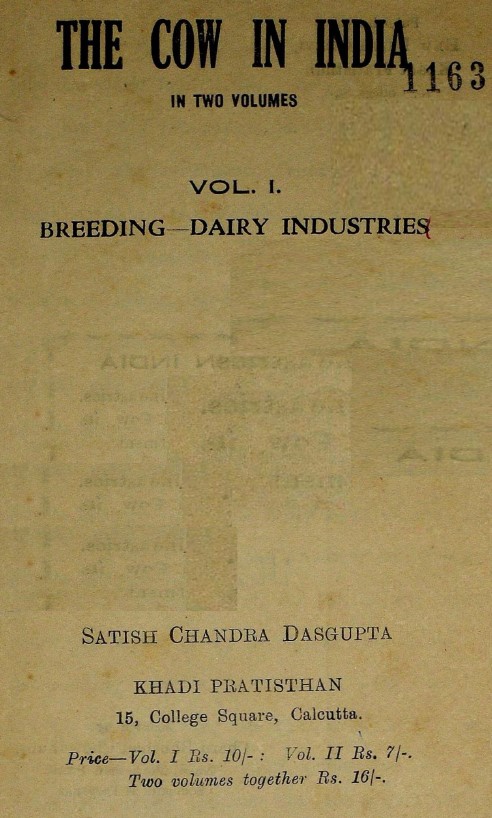 THE COW IN INDIA
1163
IN TWO VOLUMES
VOL. I.
BREEDING—DAIRY INDUSTRIES
SATISH CHANDRA DASGUPTA
KHADI PRATISTHAN
15, College Square, Calcutta.
Price—Vol. I Rs. 10/- : Vol. II Rs. 7/-.
Two volumes together Rs. 16/-.